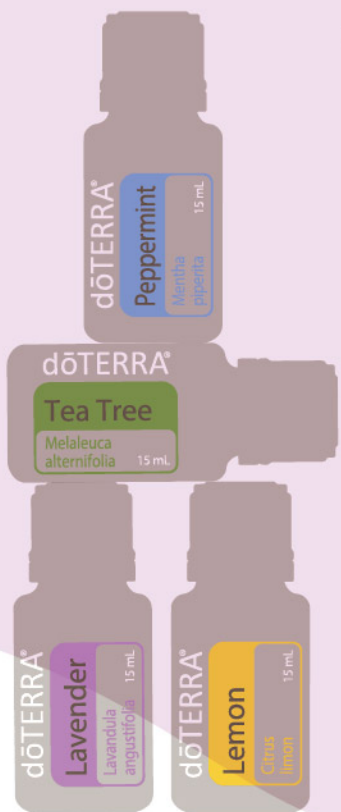 dōTERRA®
Peppermint
Mentha
piperita
15 mL
dōTERRA®
Tea Tree
Melaleuca
alternifolia
15 mL
dōTERRA®
Lavender
Lavandula
angustifolia
15 mL
dōTERRA®
Lemon
Citrus
limon
15 mL